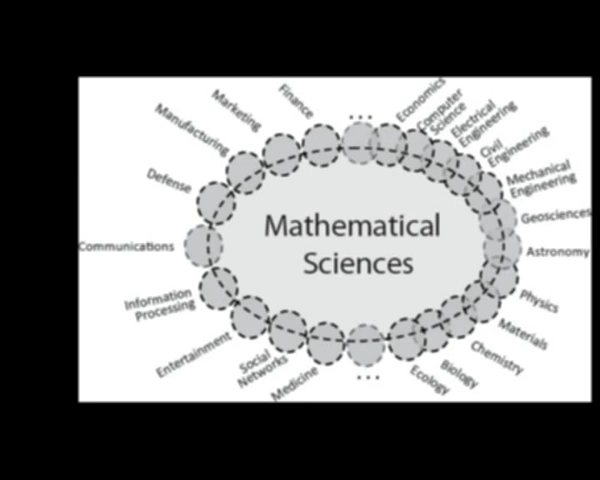 Mathematical
Sciences
...
Economics
Computer
Science
Electrical
Engineering
Civil
Engineering
Mechanical
Engineering
Geosciences
Astronomy
Physics
Materials
Chemistry
Biology
Ecology
...
Medicine
Social
Networks
Entertainment
Information
Processing
Communications
Defense
Manufacturing
Marketing
Finance